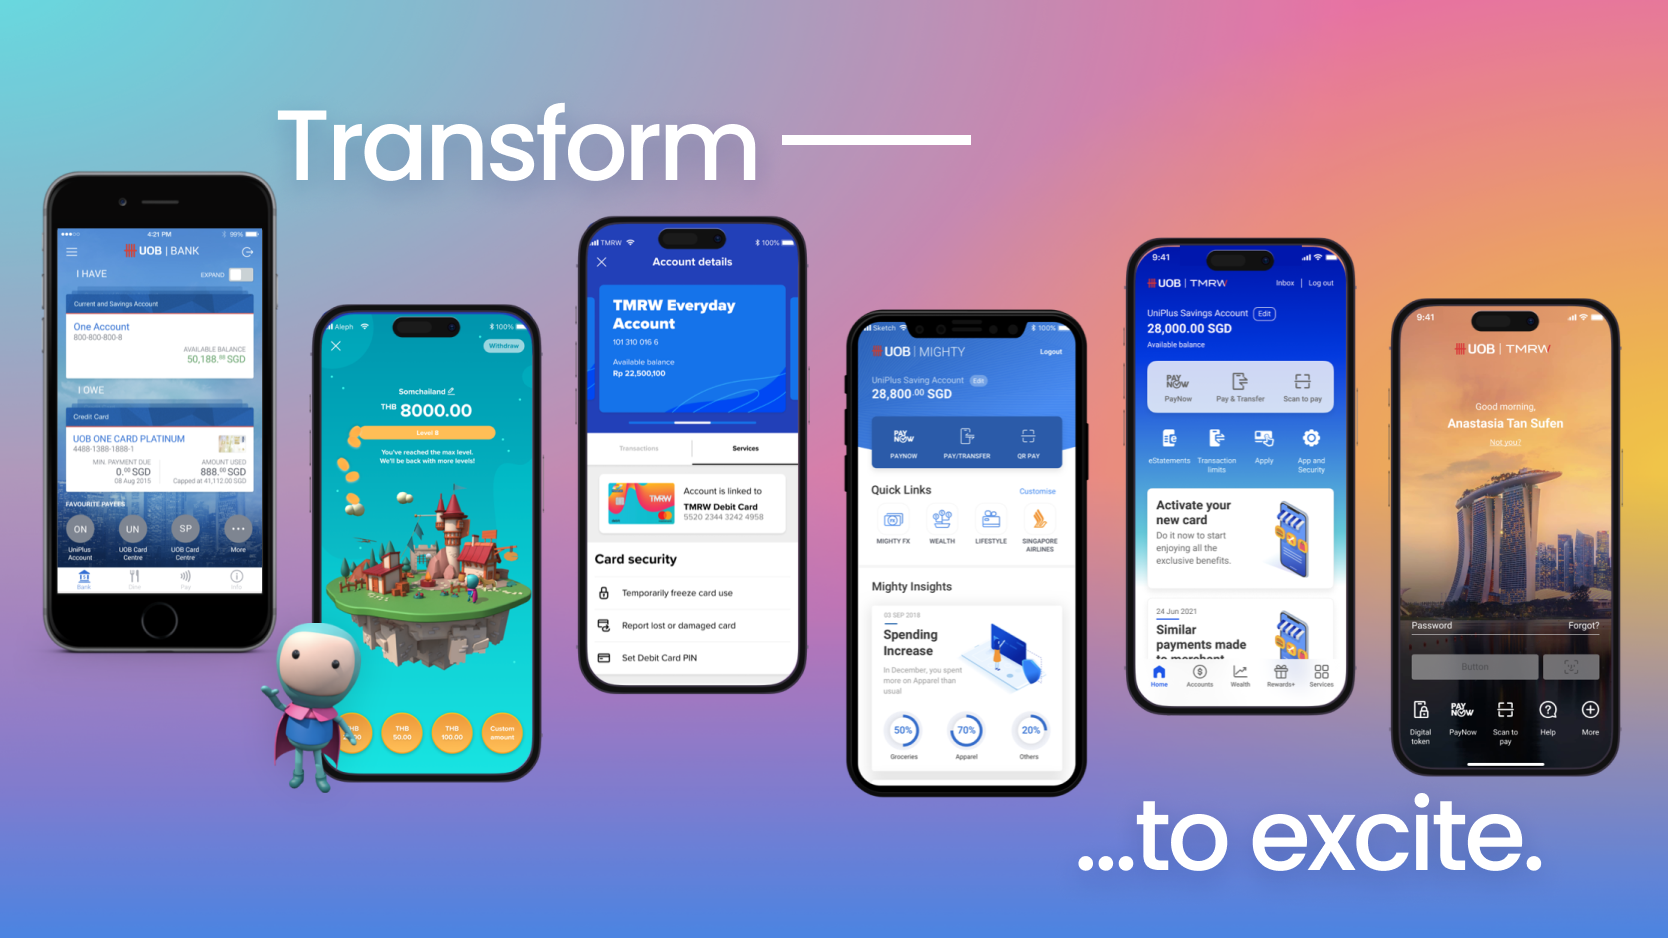 Transform
4:21 PM
99%
UOB | BANK
I HAVE
EXPAND
Current and Savings Account
One Account
800-800-800-8
AVAILABLE BALANCE
50,188.88 SGD
I OWE
Credit Card
UOB ONE CARD PLATINUM
4488-1388-1888-1
MIN. PAYMENT DUE
AMOUNT USED
0.00 SGD
888.00 SGD
08 Aug 2015
Capped at 41,112.00 SGD
FAVOURITE PAYEES
ON
UN
SP
UniPlus Account
UOB Card Centre
UOB Card Centre
More
Bank
Dine
Pay
Info
Aleph
100%
Withdraw
Somchailand
THB 8000.00
Level 8
You've reached the max level.
We'll be back with more levels!
THB
50.00
THB
100.00
Custom
amount
TMRW
100%
Account details
TMRW Everyday
Account
101 310 016 6
Available balance
Rp 22,500,100
Transactions
Services
TMRW
Account is linked to
TMRW Debit Card
5520 2344 3242 4958
Card security
Temporarily freeze card use
Report lost or damaged card
Set Debit Card PIN
Sketch
100%
UOB | MIGHTY
Logout
UniPlus Saving Account
Edit
28,800.00 SGD
PAY NOW
PAYNOW
PAY/TRANSFER
QR PAY
Quick Links
Customise
MIGHTY FX
WEALTH
LIFESTYLE
SINGAPORE
AIRLINES
Mighty Insights
03 SEP 2018
Spending
Increase
In December, you spent
more on Apparel than
usual
50%
70%
20%
Groceries
Apparel
Others
9:41
UOB | TMRW
Inbox | Log out
UniPlus Savings Account
Edit
28,000.00 SGD
Available balance
PAY NOW
PayNow
Pay & Transfer
Scan to pay
eStatements
Transaction
limits
Apply
App and
Security
Activate your
new card
Do it now to start
enjoying all the
exclusive benefits.
24 Jun 2021
Similar
payments made
to merchant
Home
Accounts
Wealth
Rewards+
Services
9:41
UOB | TMRW
Good morning,
Anastasia Tan Sufen
Not you?
Password
Forgot?
Button
PAY NOW
Digital
token
PayNow
Scan to
pay
Help
More
...to excite.